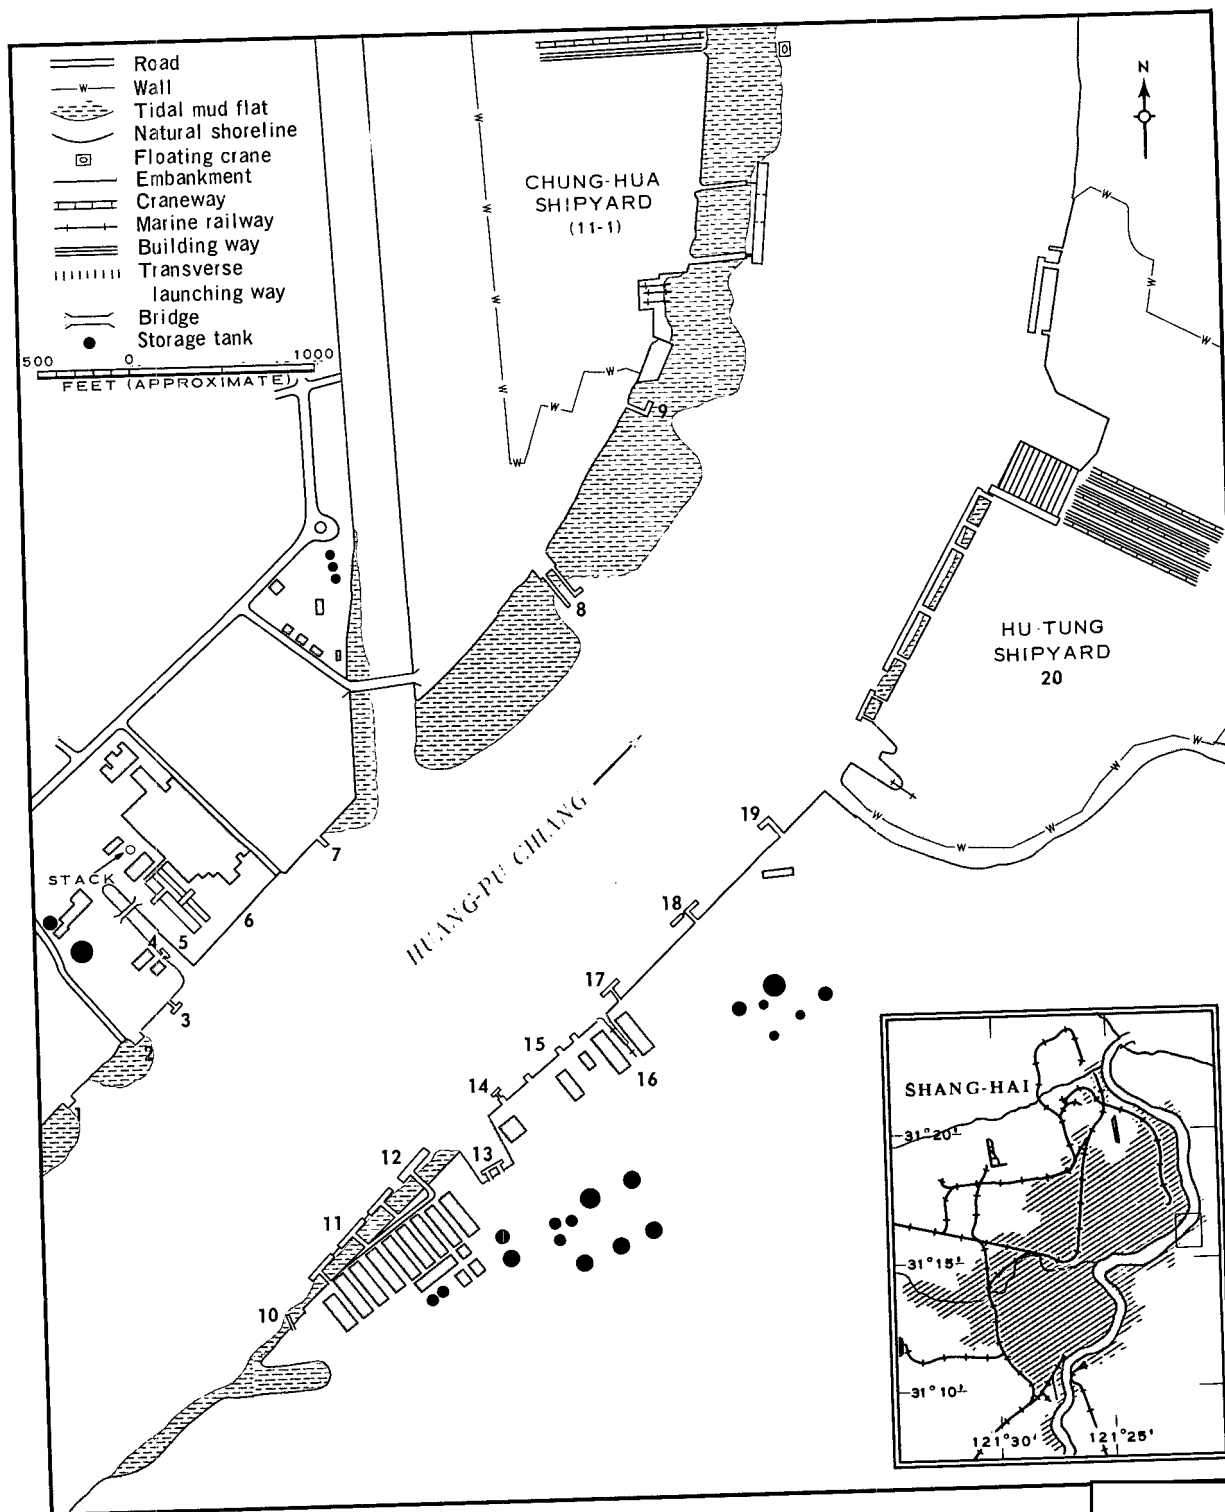 Road
Wall
Tidal mud flat
Natural shoreline
Floating crane
Embankment
Craneway
Marine railway
Building way
Transverse
launching way
Bridge
Storage tank
500 0 1000
FEET (APPROXIMATE)
N
CHUNG-HUA
SHIPYARD
(11-1)
W
W
W
W
W
W
W
W
W
W
W
9
8
HU-TUNG
SHIPYARD
20
W
W
W
W
W
HUANG-PU CHIANG
19
7
STACK
18
6
5
4
17
3
2
15
16
14
13
12
11
10
SHANG-HAI
31°20'
31°15'
31°10'
121°30'
121°25'